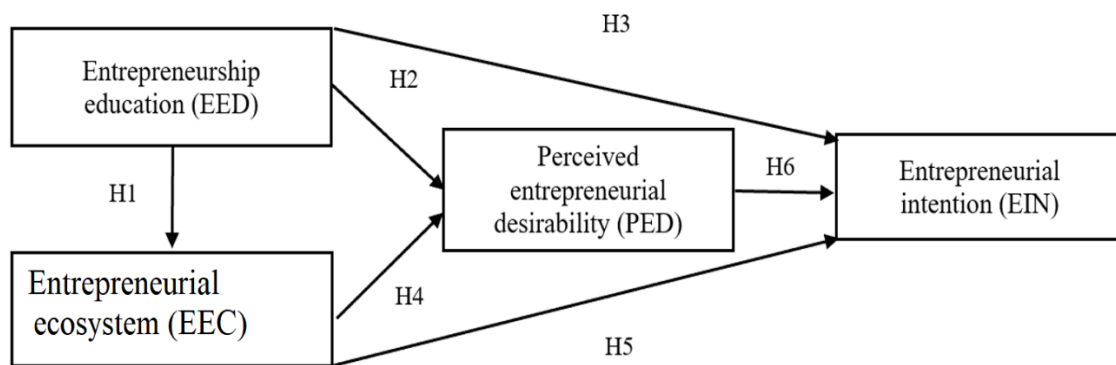 H3
Entrepreneurship
education (EED)
H2
Perceived
entrepreneurial
desirability (PED)
H6
Entrepreneurial
intention (EIN)
H1
Entrepreneurial
ecosystem (EEC)
H4
H5